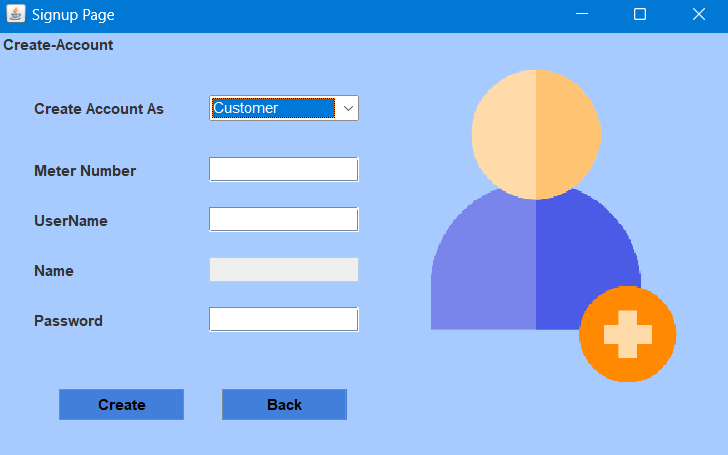 Signup Page
Create-Account
Create Account As
Customer
Meter Number
UserName
Name
Password
Create
Back